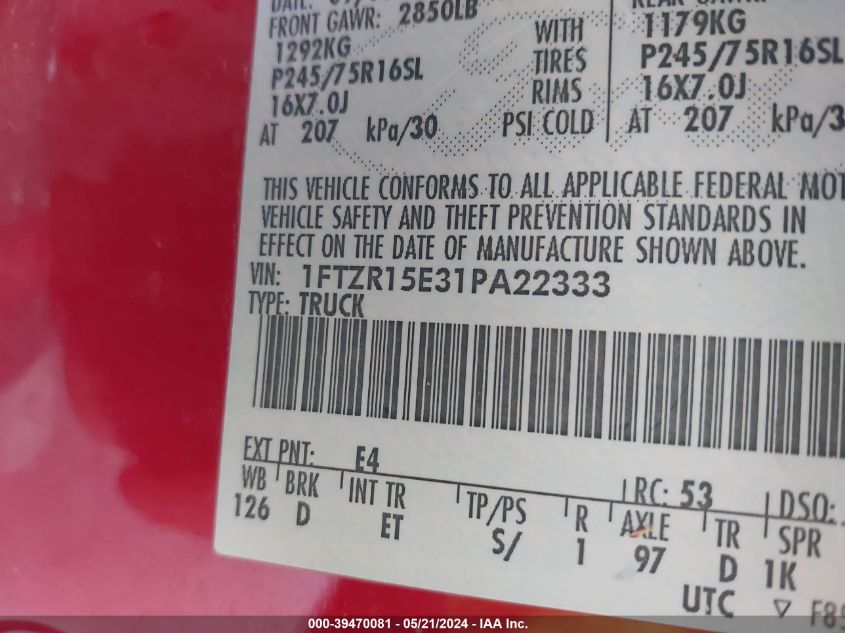 DATE:
FRONT GAWR: 2850LB
1292KG
P245/75R16SL
16X7.0J
AT 207 kPa/30
WITH
TIRES
RIMS
PSI COLD
1179KG
P245/75R16SL
16X7.0J
AT 207 kPa/3
THIS VEHICLE CONFORMS TO ALL APPLICABLE FEDERAL MOT
VEHICLE SAFETY AND THEFT PREVENTION STANDARDS IN
EFFECT ON THE DATE OF MANUFACTURE SHOWN ABOVE.
VIN: 1FTZR15E31PA22333
TYPE: TRUCK
EXT PNT: E4 RC: 53 DSO:
WB BRK INT TR TP/PS R AXLE TR SPR
126 D ET S/ 1 97 D 1K
UTC ▽ F85
000-39470081 - 05/21/2024 - IAA Inc.